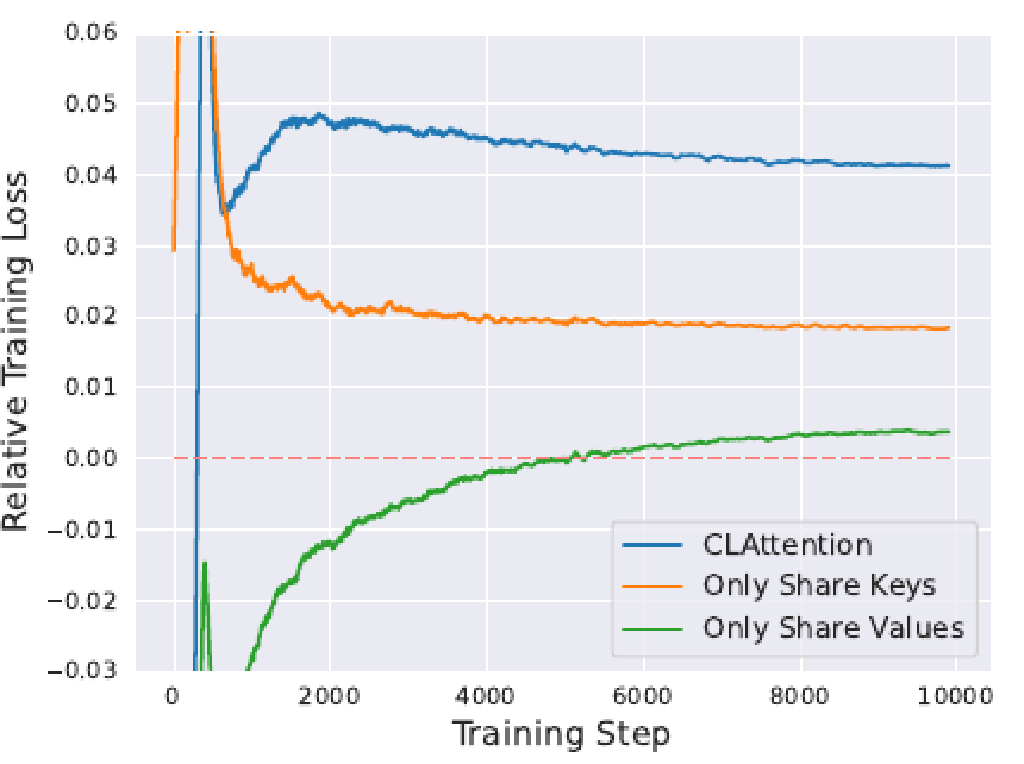 Relative Training Loss
0.06
0.05
0.04
0.03
0.02
0.01
0.00
−0.01
−0.02
−0.03
CLAttention
Only Share Keys
Only Share Values
0 2000 4000 6000 8000 10000
Training Step